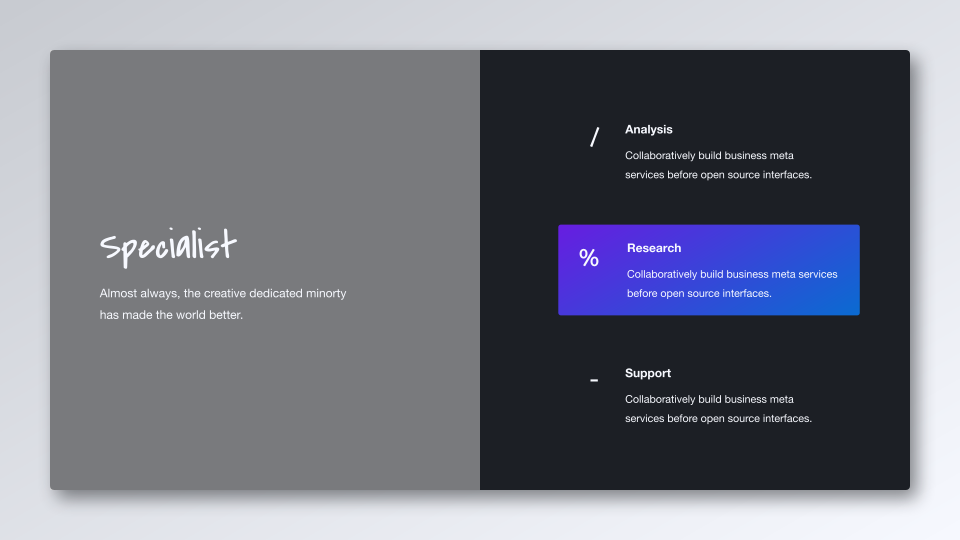 Specialist
Almost always, the creative dedicated minorty
has made the world better.
/
Analysis
Collaboratively build business meta
services before open source interfaces.
%
Research
Collaboratively build business meta services
before open source interfaces.
-
Support
Collaboratively build business meta
services before open source interfaces.